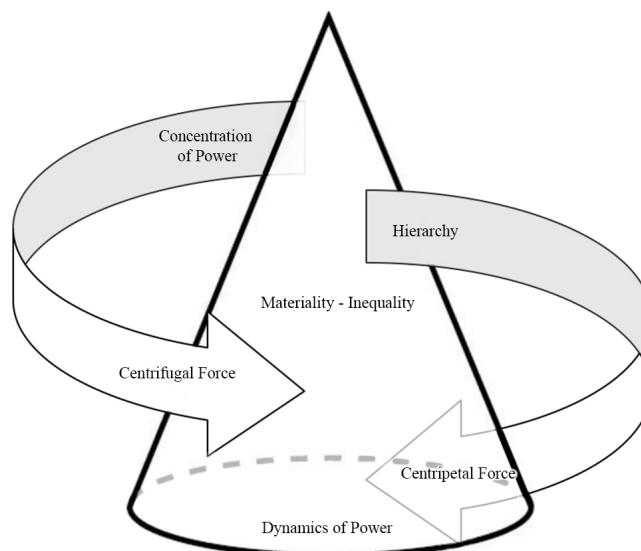 Concentration
of Power
Hierarchy
Materiality - Inequality
Centrifugal Force
Centripetal Force
Dynamics of Power